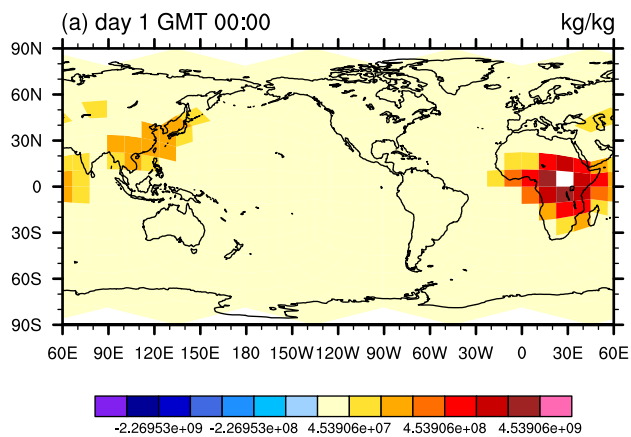 (a) day 1 GMT 00:00 kg/kg
90N
60N
30N
0
30S
60S
90S
60E 90E 120E 150E 180E 150W 120W 90W 60W 30W 0 30E 60E
-2.26953e+09 -2.26953e+08 4.53906e+07 4.53906e+08 4.53906e+09